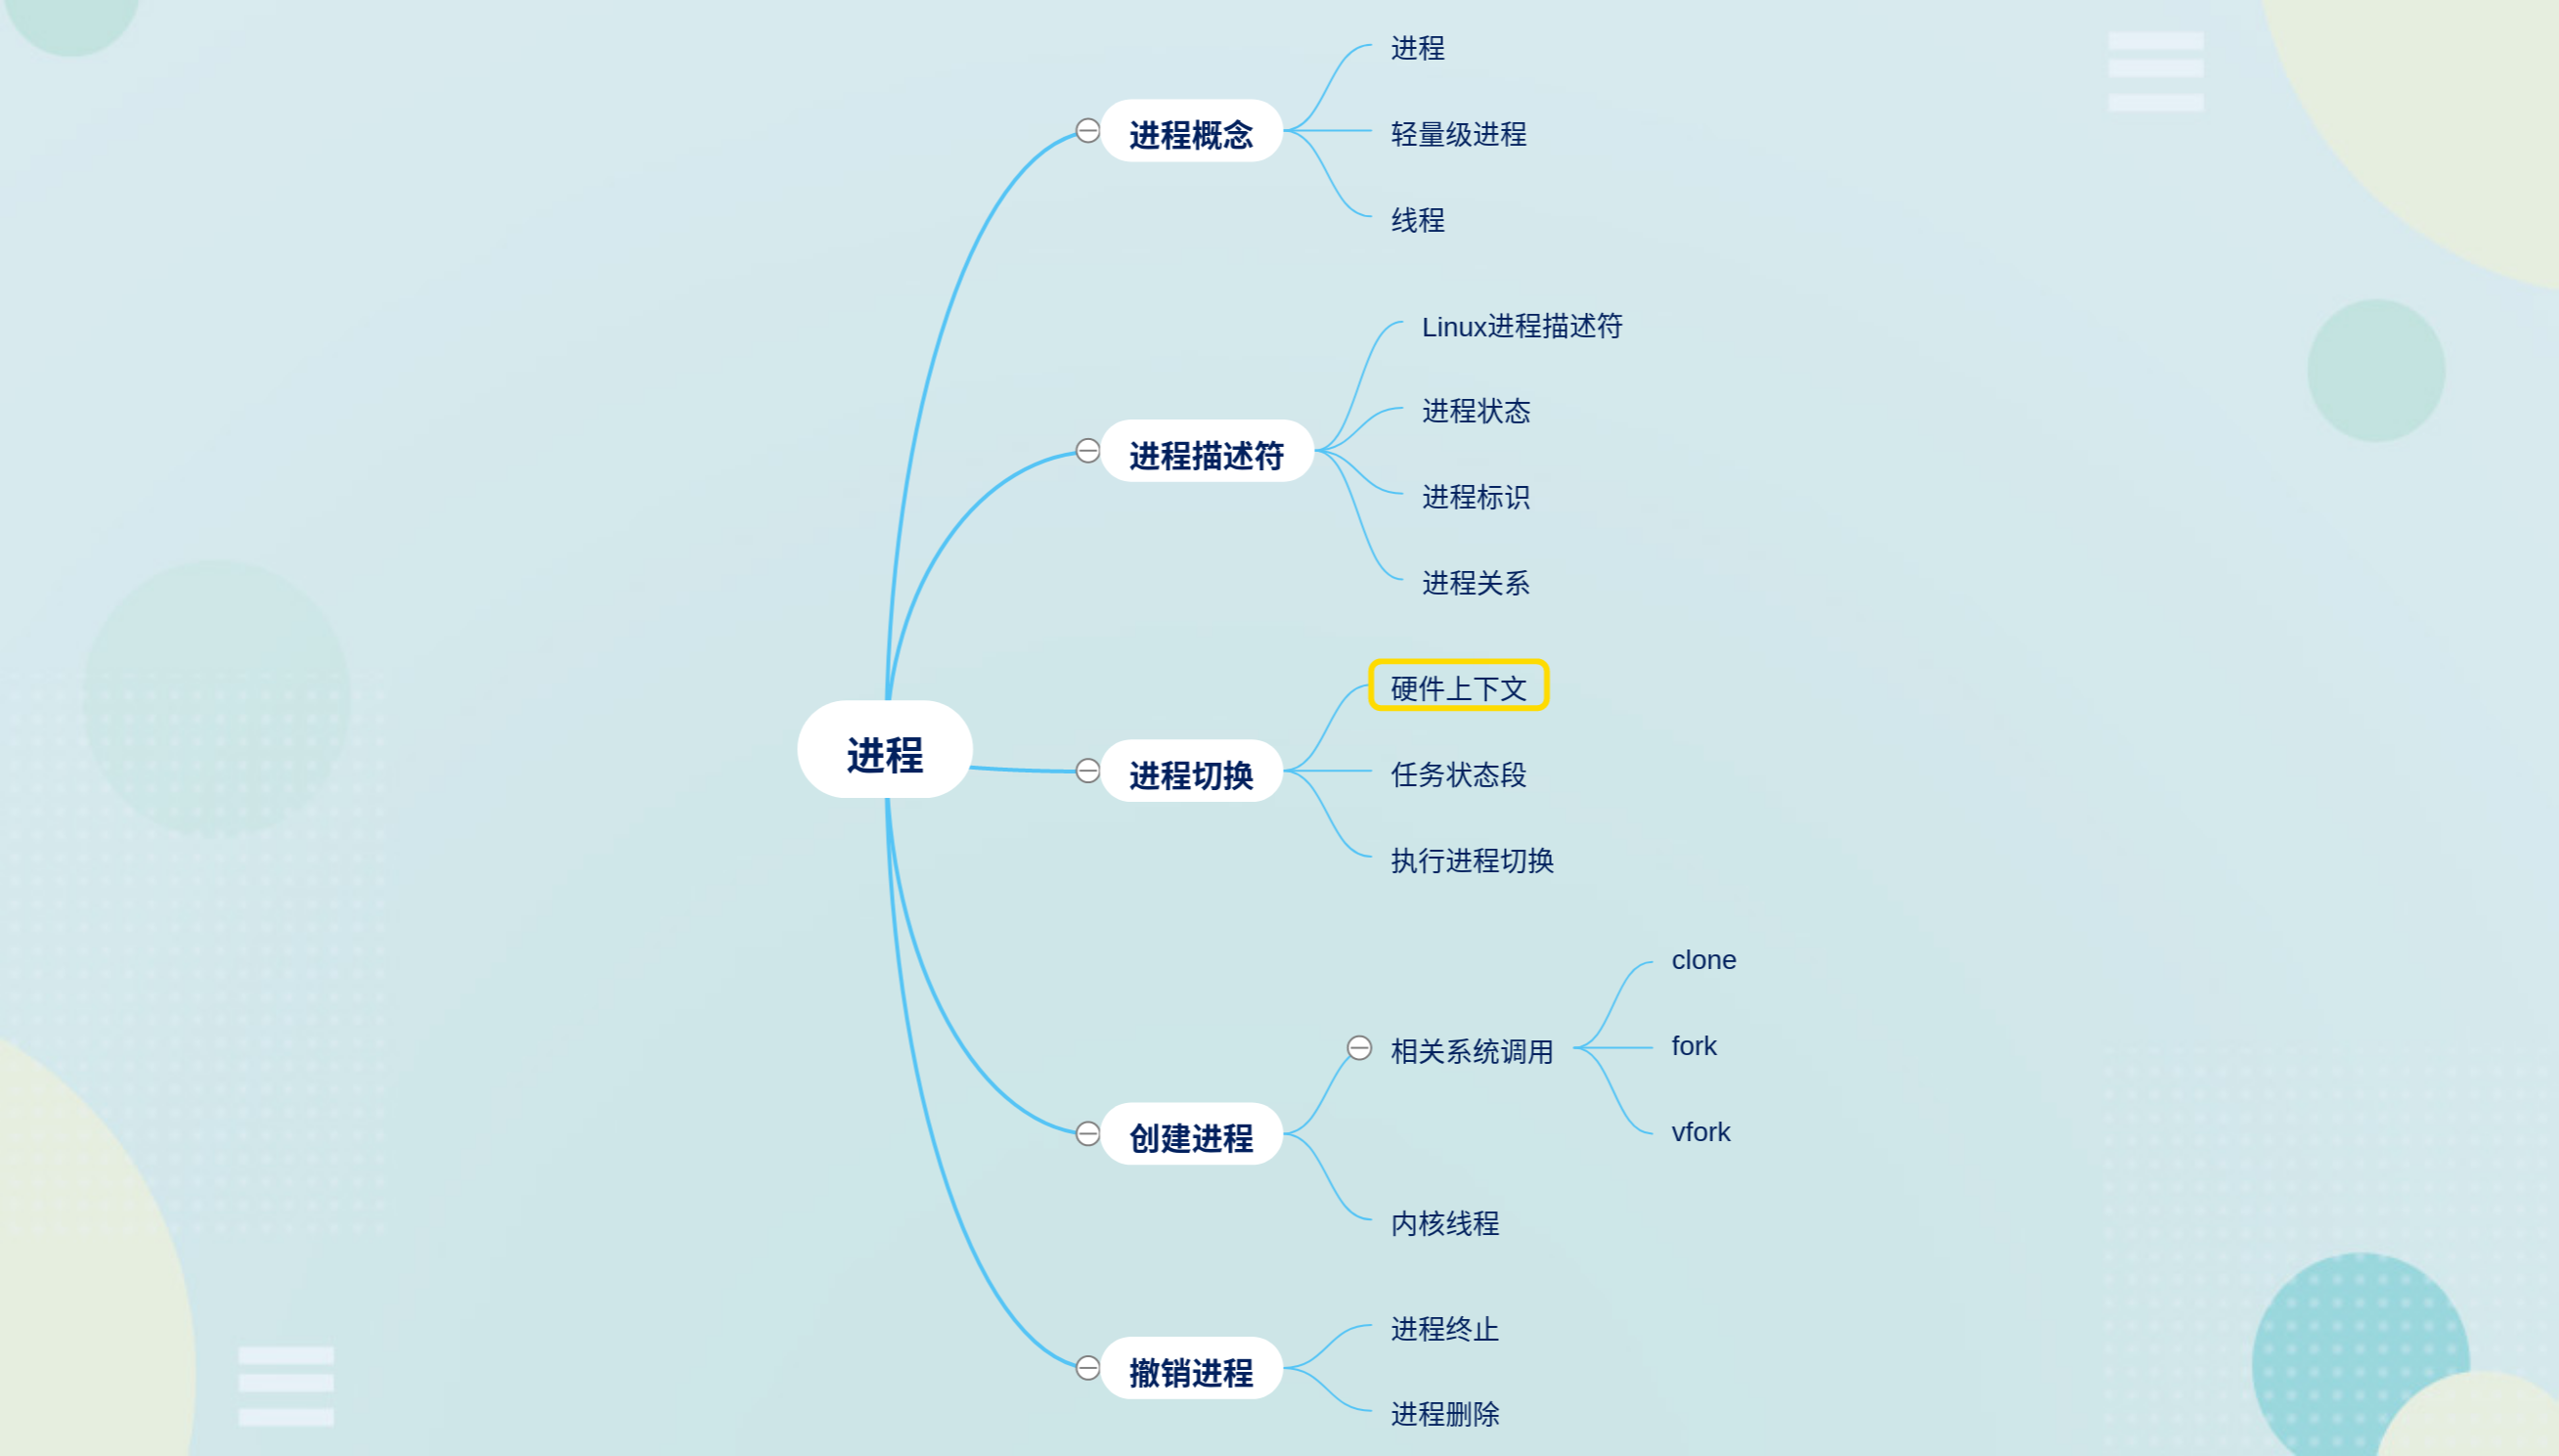 进程
进程概念
进程
轻量级进程
线程
进程描述符
Linux进程描述符
进程状态
进程标识
进程关系
进程切换
硬件上下文
任务状态段
执行进程切换
创建进程
相关系统调用
clone
fork
vfork
内核线程
撤销进程
进程终止
进程删除